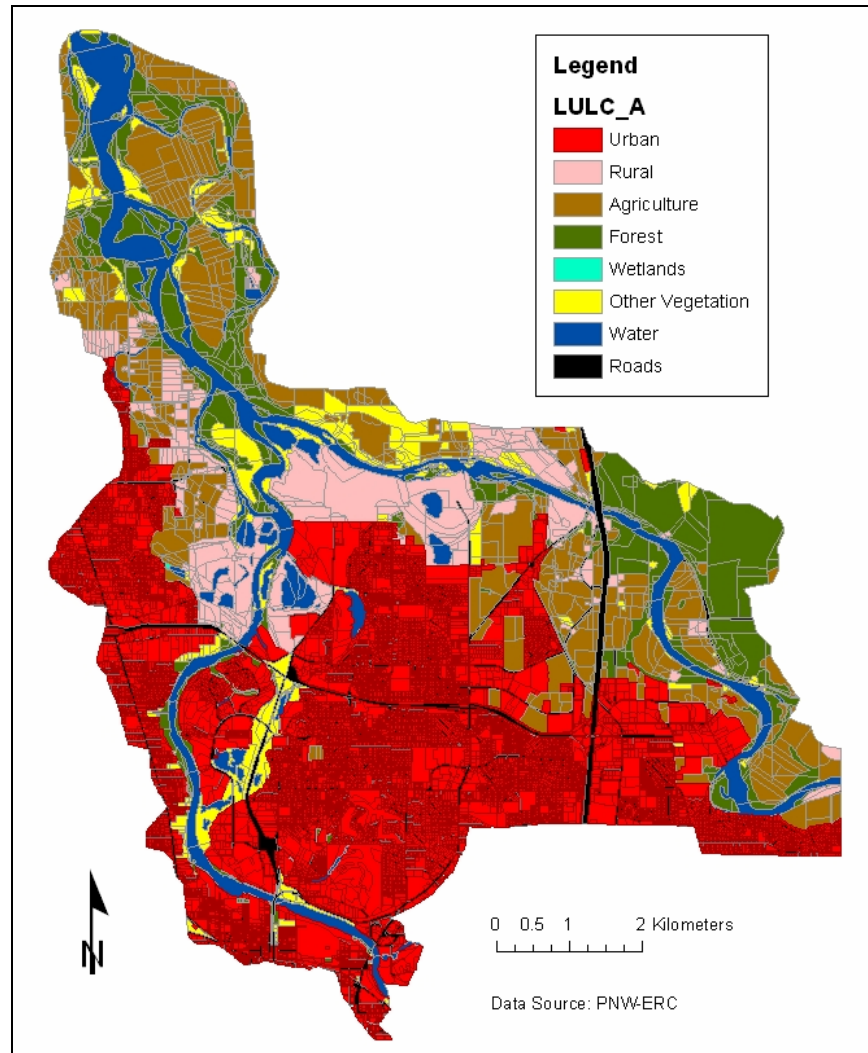 Legend
LULC_A
Urban
Rural
Agriculture
Forest
Wetlands
Other Vegetation
Water
Roads
N
0 0.5 1 2 Kilometers
Data Source: PNW-ERC